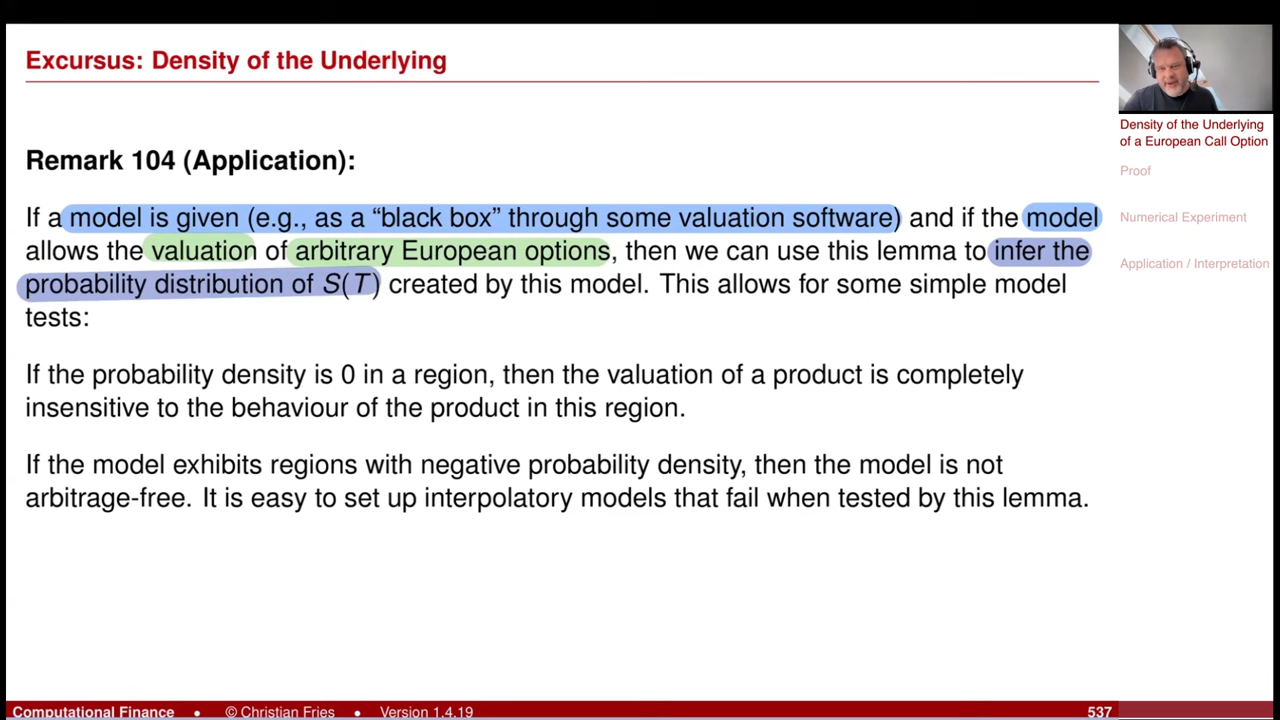 Excursus: Density of the Underlying
Remark 104 (Application):
If a model is given (e.g., as a “black box” through some valuation software) and if the model
allows the valuation of arbitrary European options, then we can use this lemma to infer the
probability distribution of S(T) created by this model. This allows for some simple model
tests:
If the probability density is 0 in a region, then the valuation of a product is completely
insensitive to the behaviour of the product in this region.
If the model exhibits regions with negative probability density, then the model is not
arbitrage-free. It is easy to set up interpolatory models that fail when tested by this lemma.
Density of the Underlying
of a European Call Option
Proof
Numerical Experiment
Application / Interpretation
Computational Finance • © Christian Fries • Version 1.4.19 537